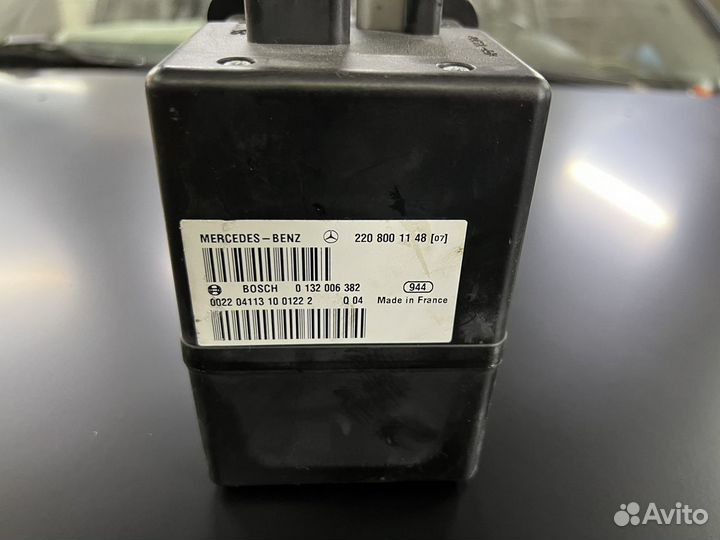 MERCEDES-BENZ 220 800 11 48 [07]
BOSCH 0 132 006 382 944
0022 04113 10 0122 2 Q 04 Made in France
Avito